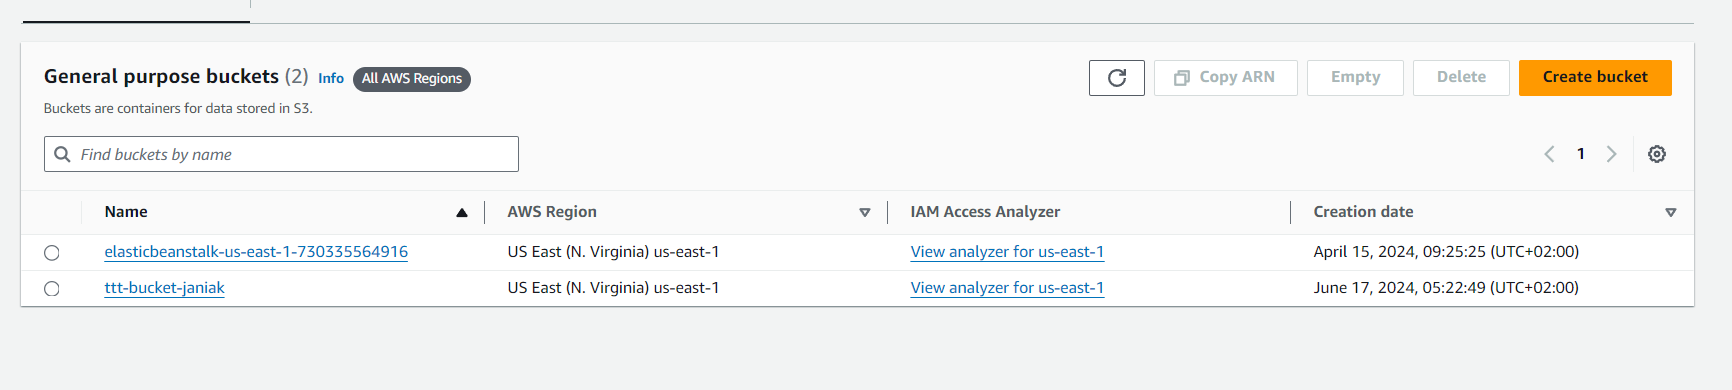 General purpose buckets (2) Info All AWS Regions
Copy ARN Empty Delete Create bucket
Buckets are containers for data stored in S3.
Find buckets by name
1
Name AWS Region IAM Access Analyzer Creation date
elasticbeanstalk-us-east-1-730335564916 US East (N. Virginia) us-east-1 View analyzer for us-east-1 April 15, 2024, 09:25:25 (UTC+02:00)
ttt-bucket-janiak US East (N. Virginia) us-east-1 View analyzer for us-east-1 June 17, 2024, 05:22:49 (UTC+02:00)